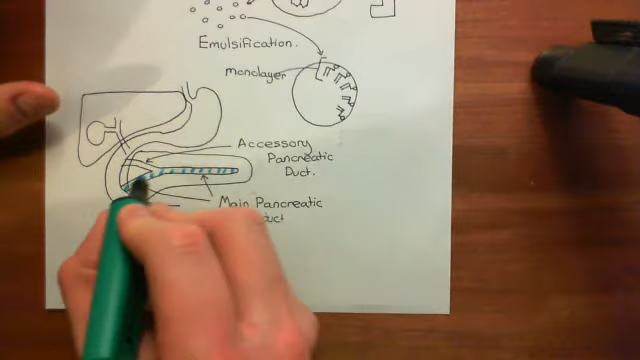 Emulsification.
monolayer
Accessory
Pancreatic
Duct.
Main Pancreatic